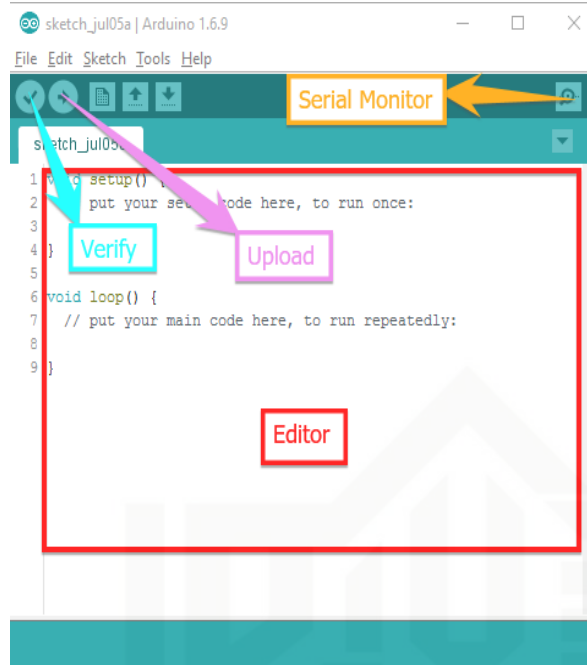 sketch_jul05a | Arduino 1.6.9
File Edit Sketch Tools Help
Serial Monitor
1 void setup() {
2 put your code here, to run once:
3
4 }
Verify
Upload
5
6 void loop() {
7 // put your main code here, to run repeatedly:
8
9 }
Editor